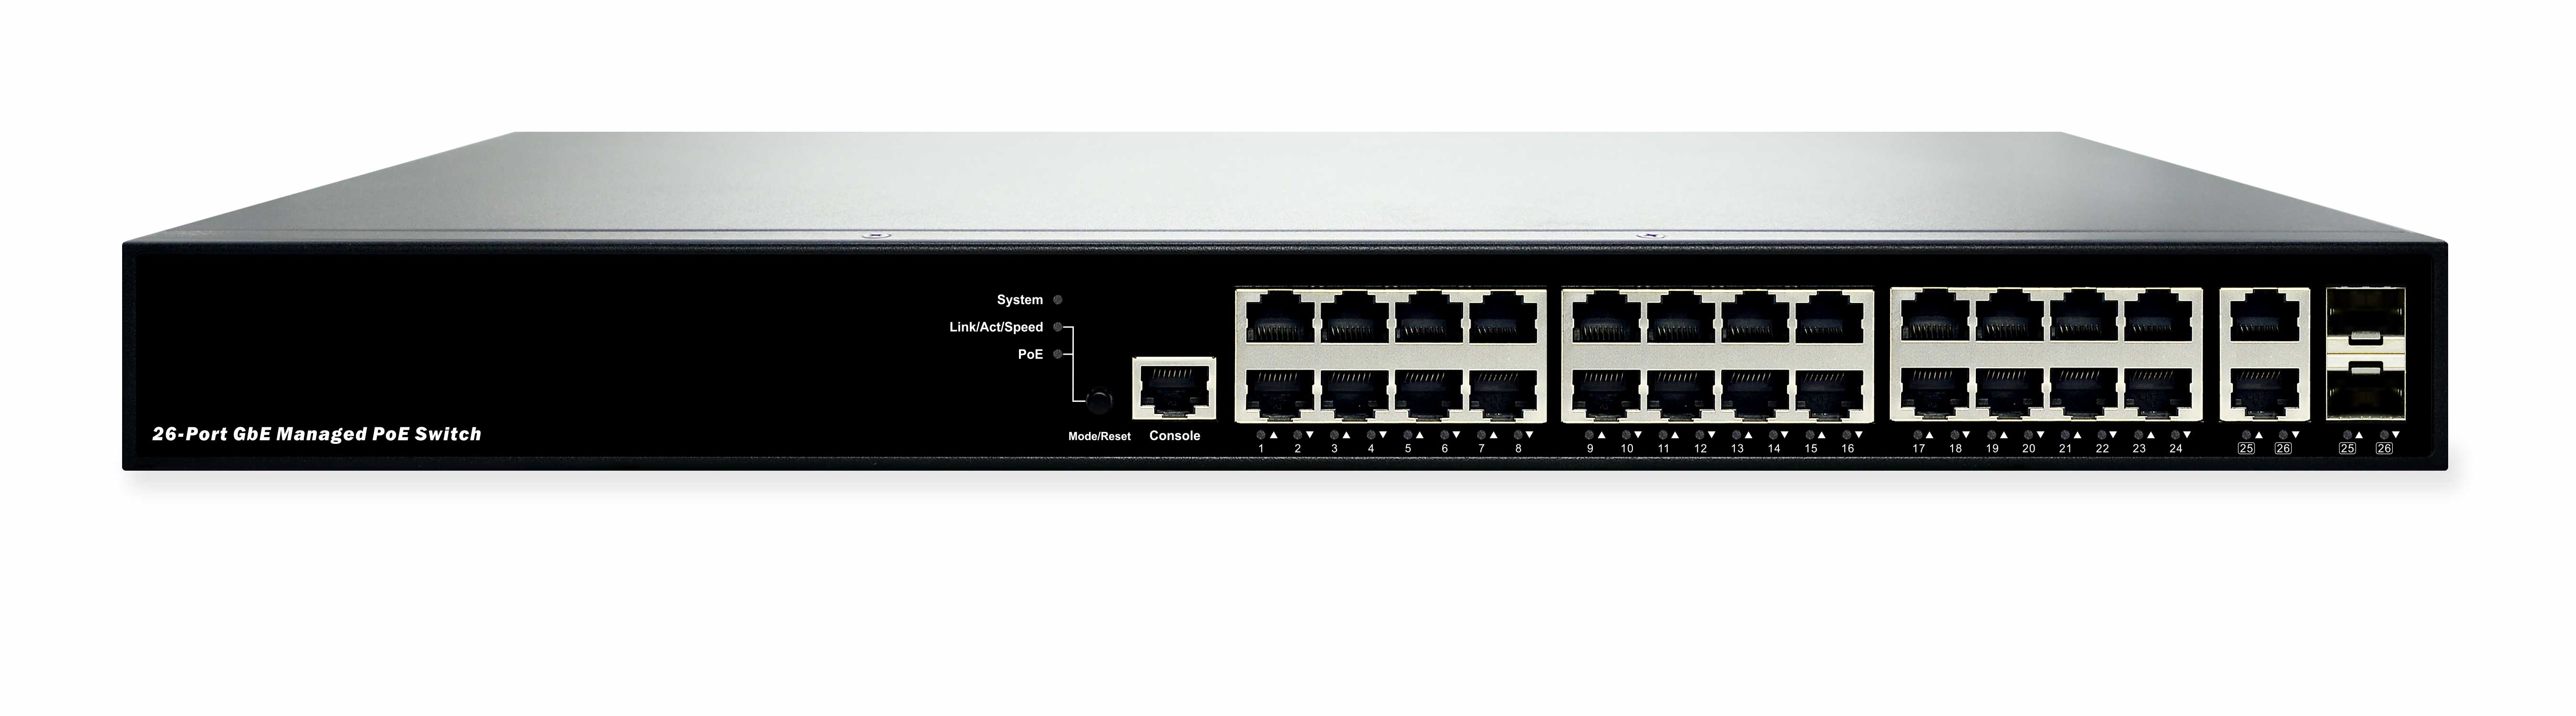 System
Link/Act/Speed
PoE
26-Port GbE Managed PoE Switch
Mode/Reset
Console
▲ ▼ ▲ ▼ ▲ ▼ ▲ ▼ ▲ ▼ ▲ ▼ ▲ ▼ ▲ ▼ ▲ ▼ ▲ ▼ ▲ ▼ ▲ ▼ ▲ ▼ ▲ ▼
1 2 3 4 5 6 7 8 9 10 11 12 13 14 15 16 17 18 19 20 21 22 23 24 25 26 25 26